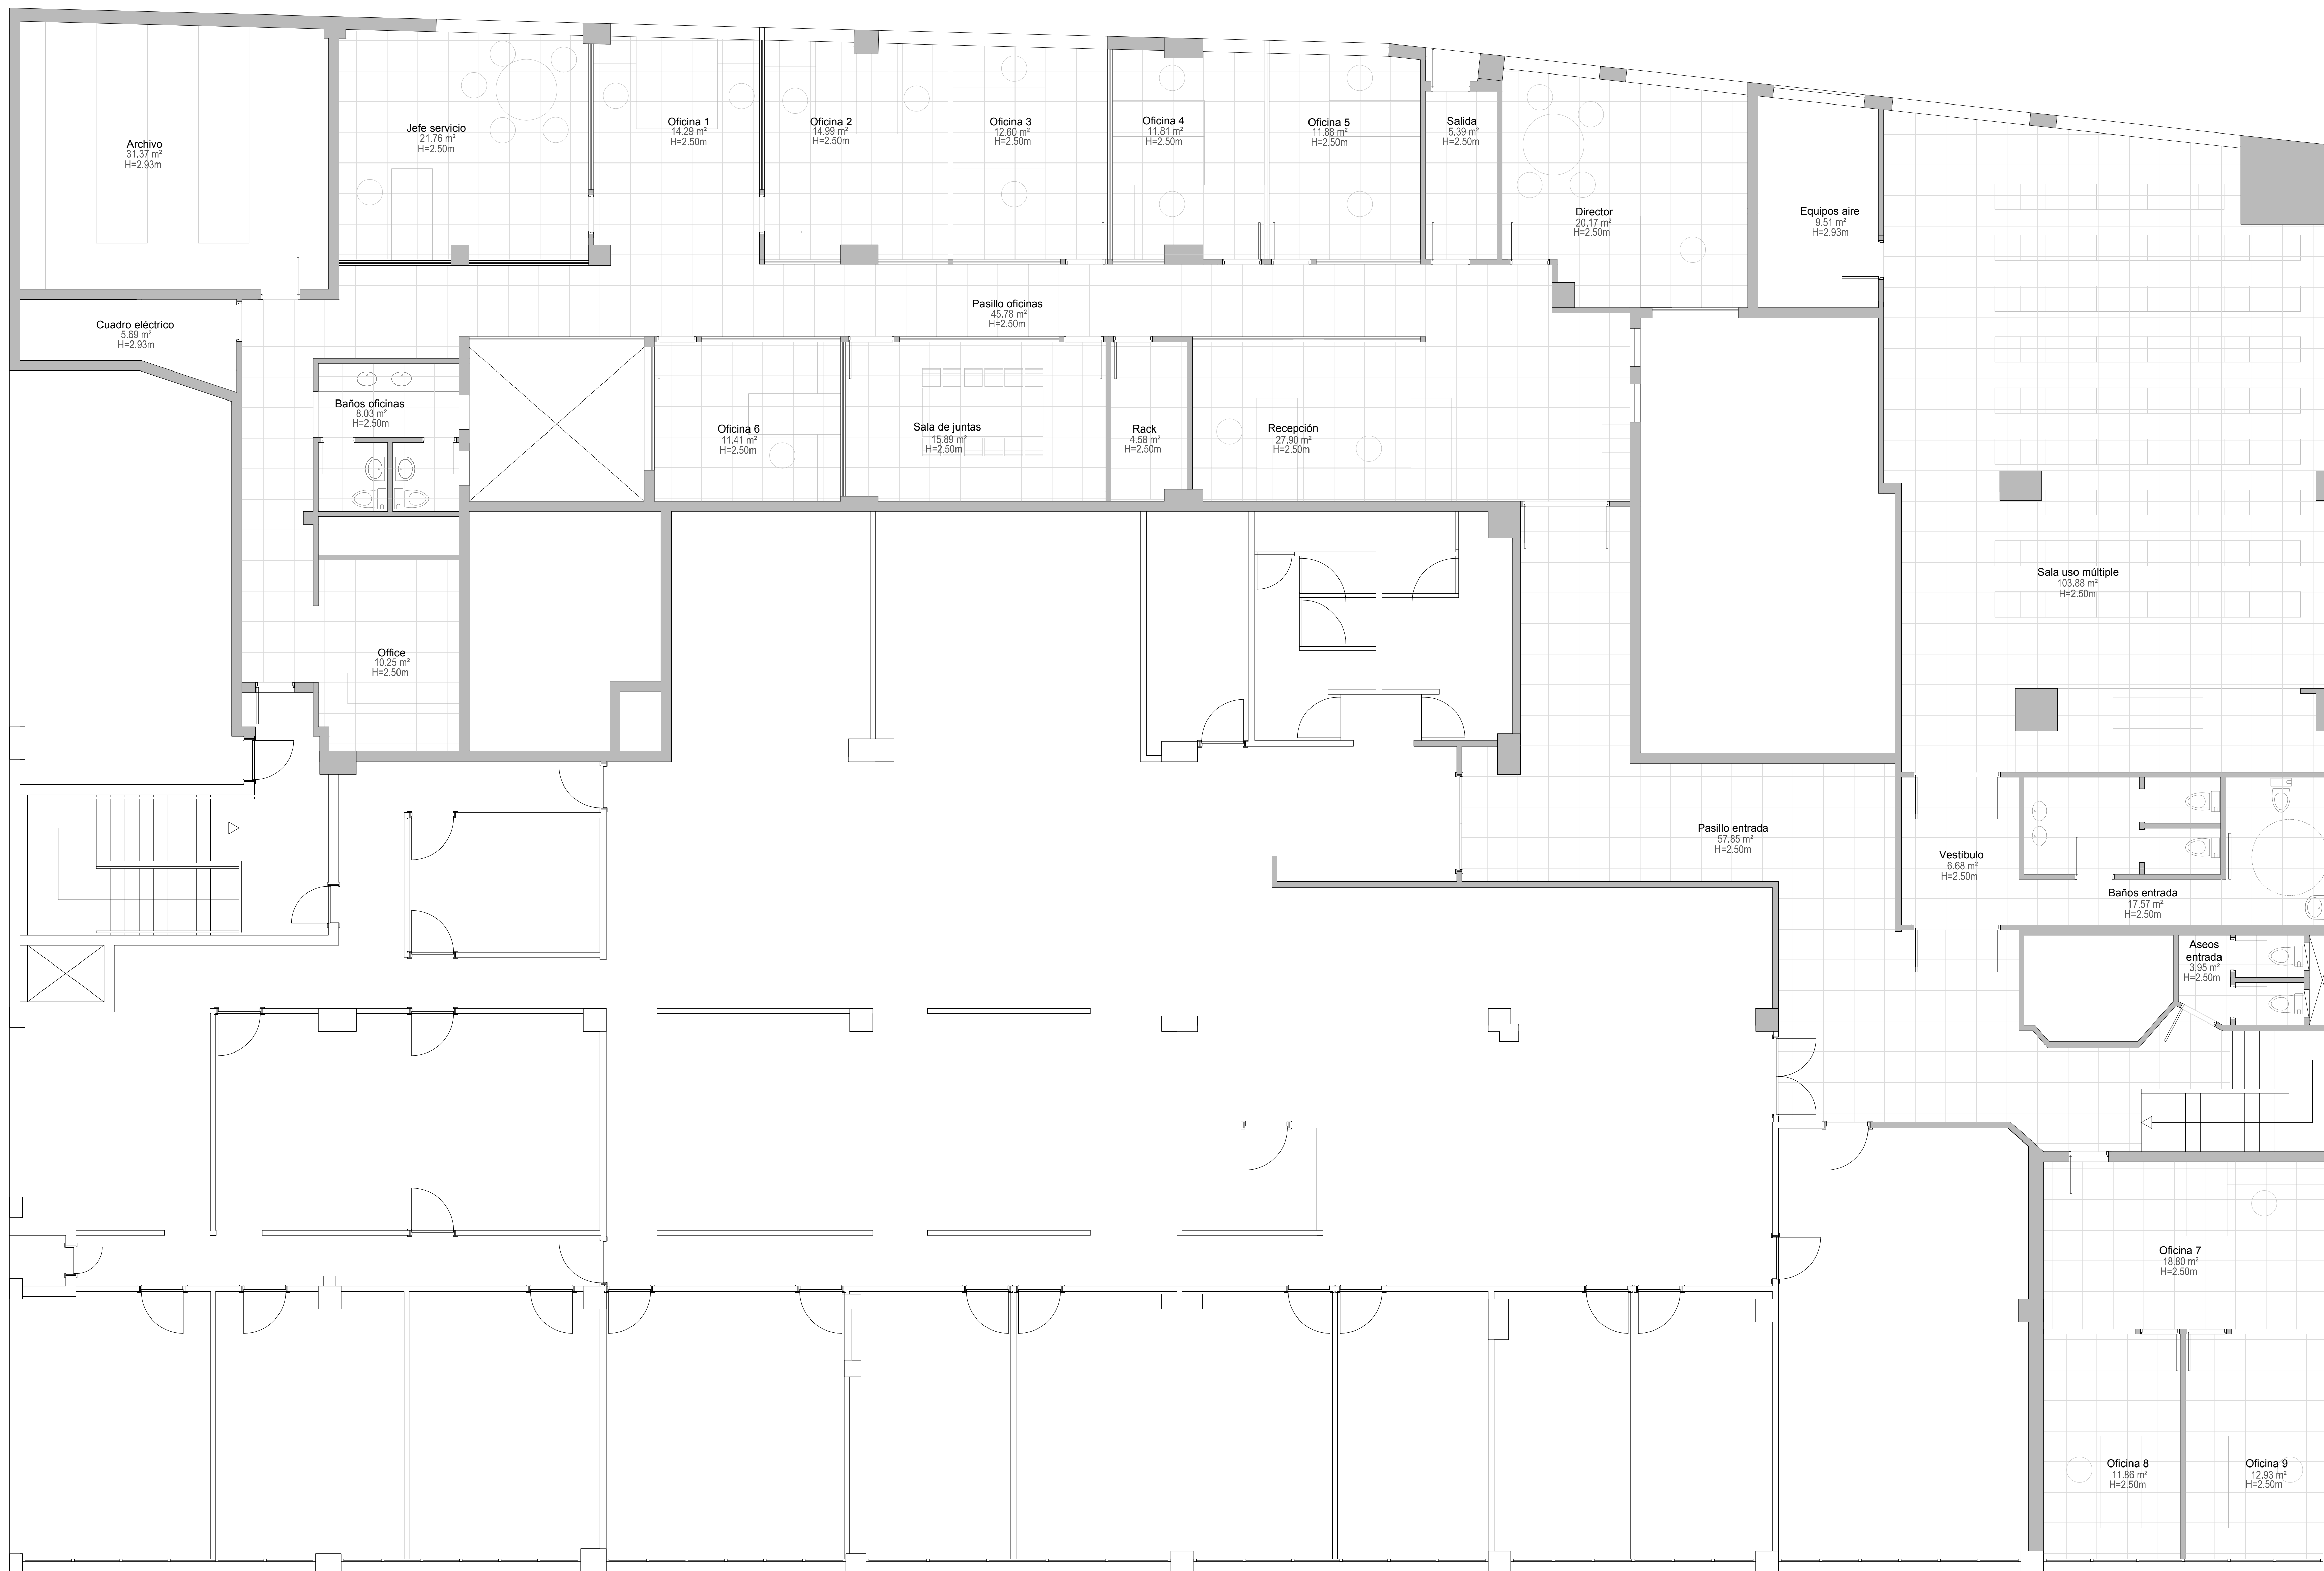 Archivo
31.37 m²
H=2.93m
Jefe servicio
21.76 m²
H=2.50m
Oficina 1
14.29 m²
H=2.50m
Oficina 2
14.99 m²
H=2.50m
Oficina 3
12.60 m²
H=2.50m
Oficina 4
11.81 m²
H=2.50m
Oficina 5
11.88 m²
H=2.50m
Salida
5.39 m²
H=2.50m
Director
20.17 m²
H=2.50m
Equipos aire
9.51 m²
H=2.93m
Cuadro eléctrico
5.69 m²
H=2.93m
Pasillo oficinas
45.78 m²
H=2.50m
Baños oficinas
8.03 m²
H=2.50m
Oficina 6
11.41 m²
H=2.50m
Sala de juntas
15.89 m²
H=2.50m
Rack
4.58 m²
H=2.50m
Recepción
27.90 m²
H=2.50m
Sala uso múltiple
103.88 m²
H=2.50m
Office
10.25 m²
H=2.50m
Pasillo entrada
57.85 m²
H=2.50m
Vestíbulo
6.68 m²
H=2.50m
Baños entrada
17.57 m²
H=2.50m
Aseos
entrada
3.95 m²
H=2.50m
Oficina 7
18.80 m²
H=2.50m
Oficina 8
11.86 m²
H=2.50m
Oficina 9
12.93 m²
H=2.50m